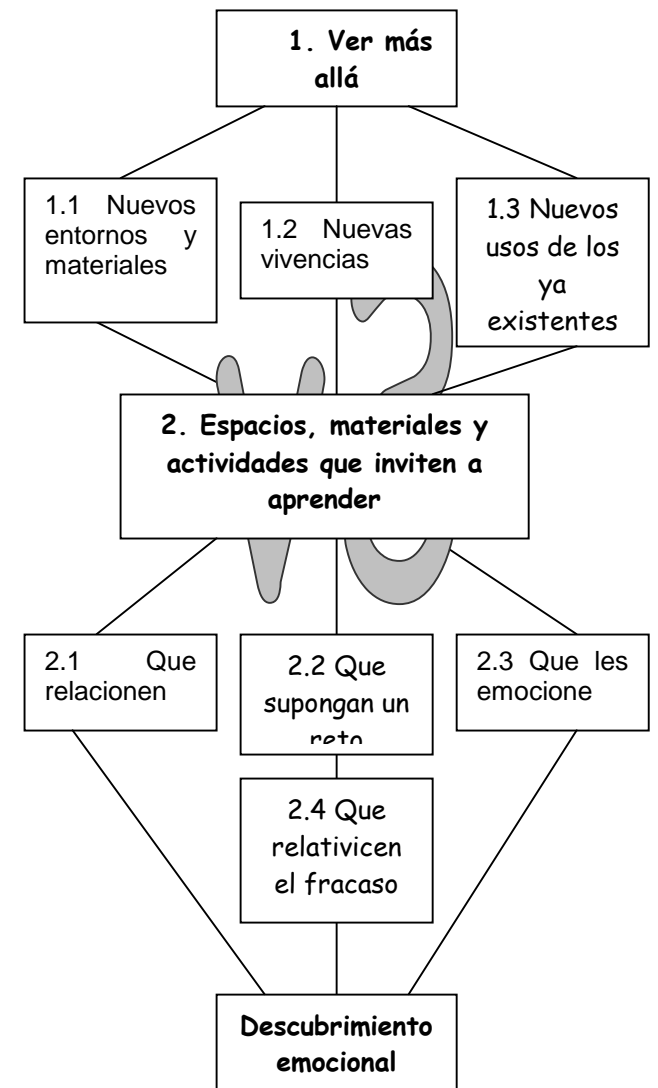 1. Ver más
allá
1.1 Nuevos
entornos y
materiales
1.2 Nuevas
vivencias
1.3 Nuevos
usos de los
ya
existentes
2. Espacios, materiales y
actividades que inviten a
aprender
2.1 Que
relacionen
2.2 Que
supongan un
reto
2.3 Que les
emocione
2.4 Que
relativicen
el fracaso
Descubrimiento
emocional